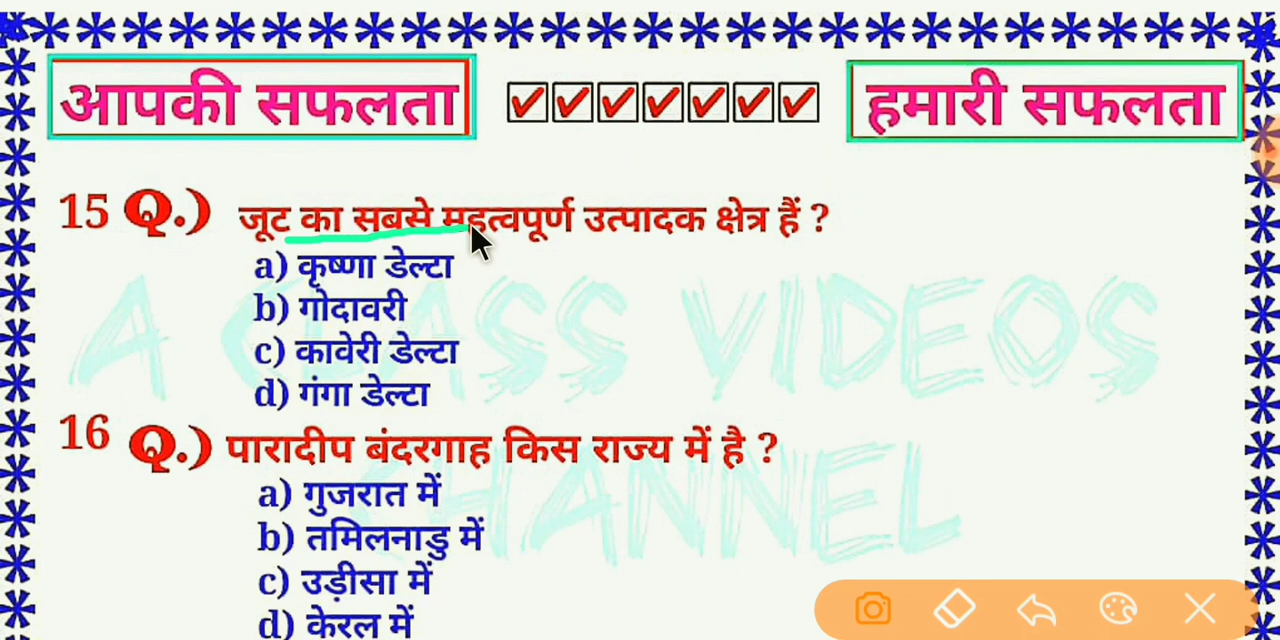 आपकी सफलता हमारी सफलता
15 Q.) जूट का सबसे महत्वपूर्ण उत्पादक क्षेत्र हैं ?
a) कृष्णा डेल्टा
b) गोदावरी
c) कावेरी डेल्टा
d) गंगा डेल्टा
16 Q.) पारादीप बंदरगाह किस राज्य में है ?
a) गुजरात में
b) तमिलनाडु में
c) उड़ीसा में
d) केरल में
A CLASS VIDEOS
CHANNEL